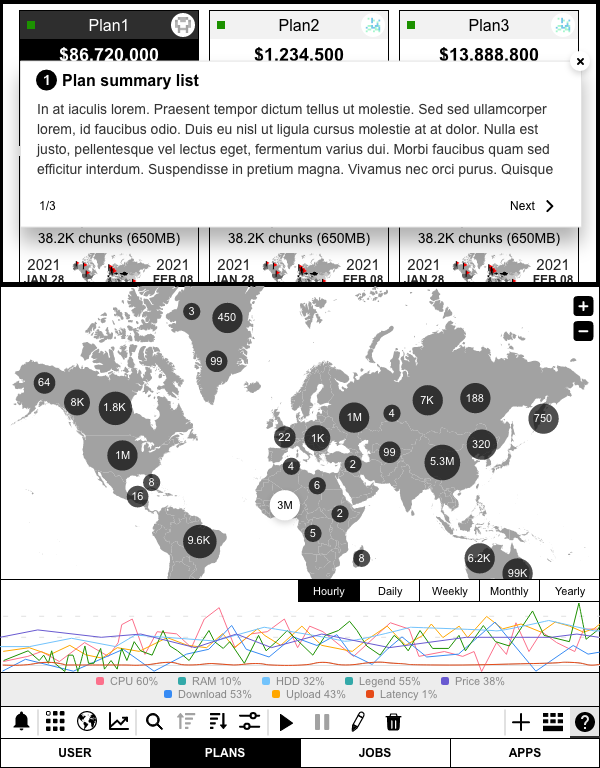 Plan1 Plan2 Plan3
$86,720,000 $1,234,500 $13,888,800
×
1 Plan summary list
In at iaculis lorem. Praesent tempor dictum tellus ut molestie. Sed sed ullamcorper
lorem, id faucibus odio. Duis eu nisl ut ligula cursus molestie at at dolor. Nulla est
justo, pellentesque vel lectus eget, fermentum varius dui. Morbi faucibus quam sed
efficitur interdum. Suspendisse in pretium magna. Vivamus nec orci purus. Quisque
1/3 Next
38.2K chunks (650MB) 38.2K chunks (650MB) 38.2K chunks (650MB)
2021 2021 2021 2021 2021 2021
JAN 28 FEB 08 JAN 28 FEB 08 JAN 28 FEB 08
3
450
99
64
8K
1.8K
7K
188
1M
4
750
22
1K
320
1M
99
5.3M
4
2
8
16
6
3M
2
5
9.6K
8
6.2K
99K
Hourly Daily Weekly Monthly Yearly
CPU 60% RAM 10% HDD 32% Legend 55% Price 38%
Download 53% Upload 43% Latency 1%
USER PLANS JOBS APPS